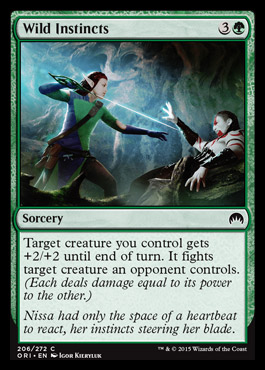 Wild Instincts 3
Sorcery
Target creature you control gets
+2/+2 until end of turn. It fights
target creature an opponent controls.
(Each deals damage equal to its power
to the other.)
Nissa had only the space of a heartbeat
to react, her instincts steering her blade.
206/272 C
ORI • EN Igor Kieryluk
™ & © 2015 Wizards of the Coast